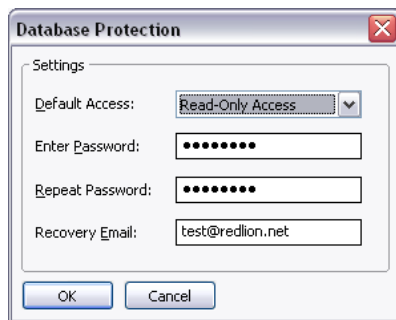 Database Protection
Settings
Default Access: Read-Only Access
Enter Password: ●●●●●●●●
Repeat Password: ●●●●●●●●
Recovery Email: test@redlion.net
OK Cancel